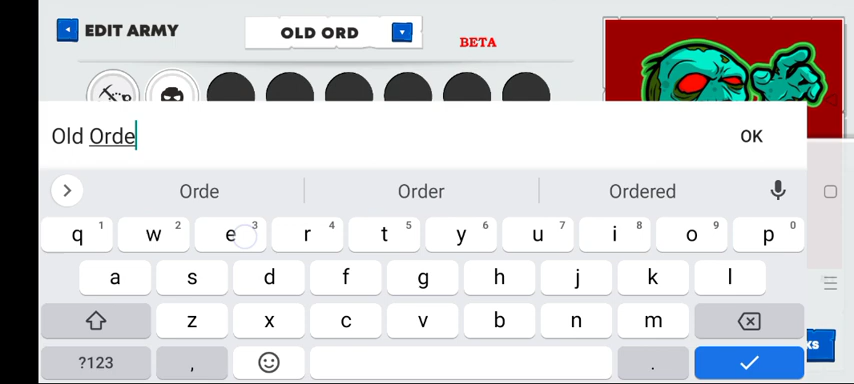 EDIT ARMY
OLD ORD
BETA
Old Orde
OK
Orde
Order
Ordered
q 1 w 2 e 3 r 4 t 5 y 6 u 7 i 8 o 9 p 0
a s d f g h j k l
z x c v b n m
?123 , .
KS